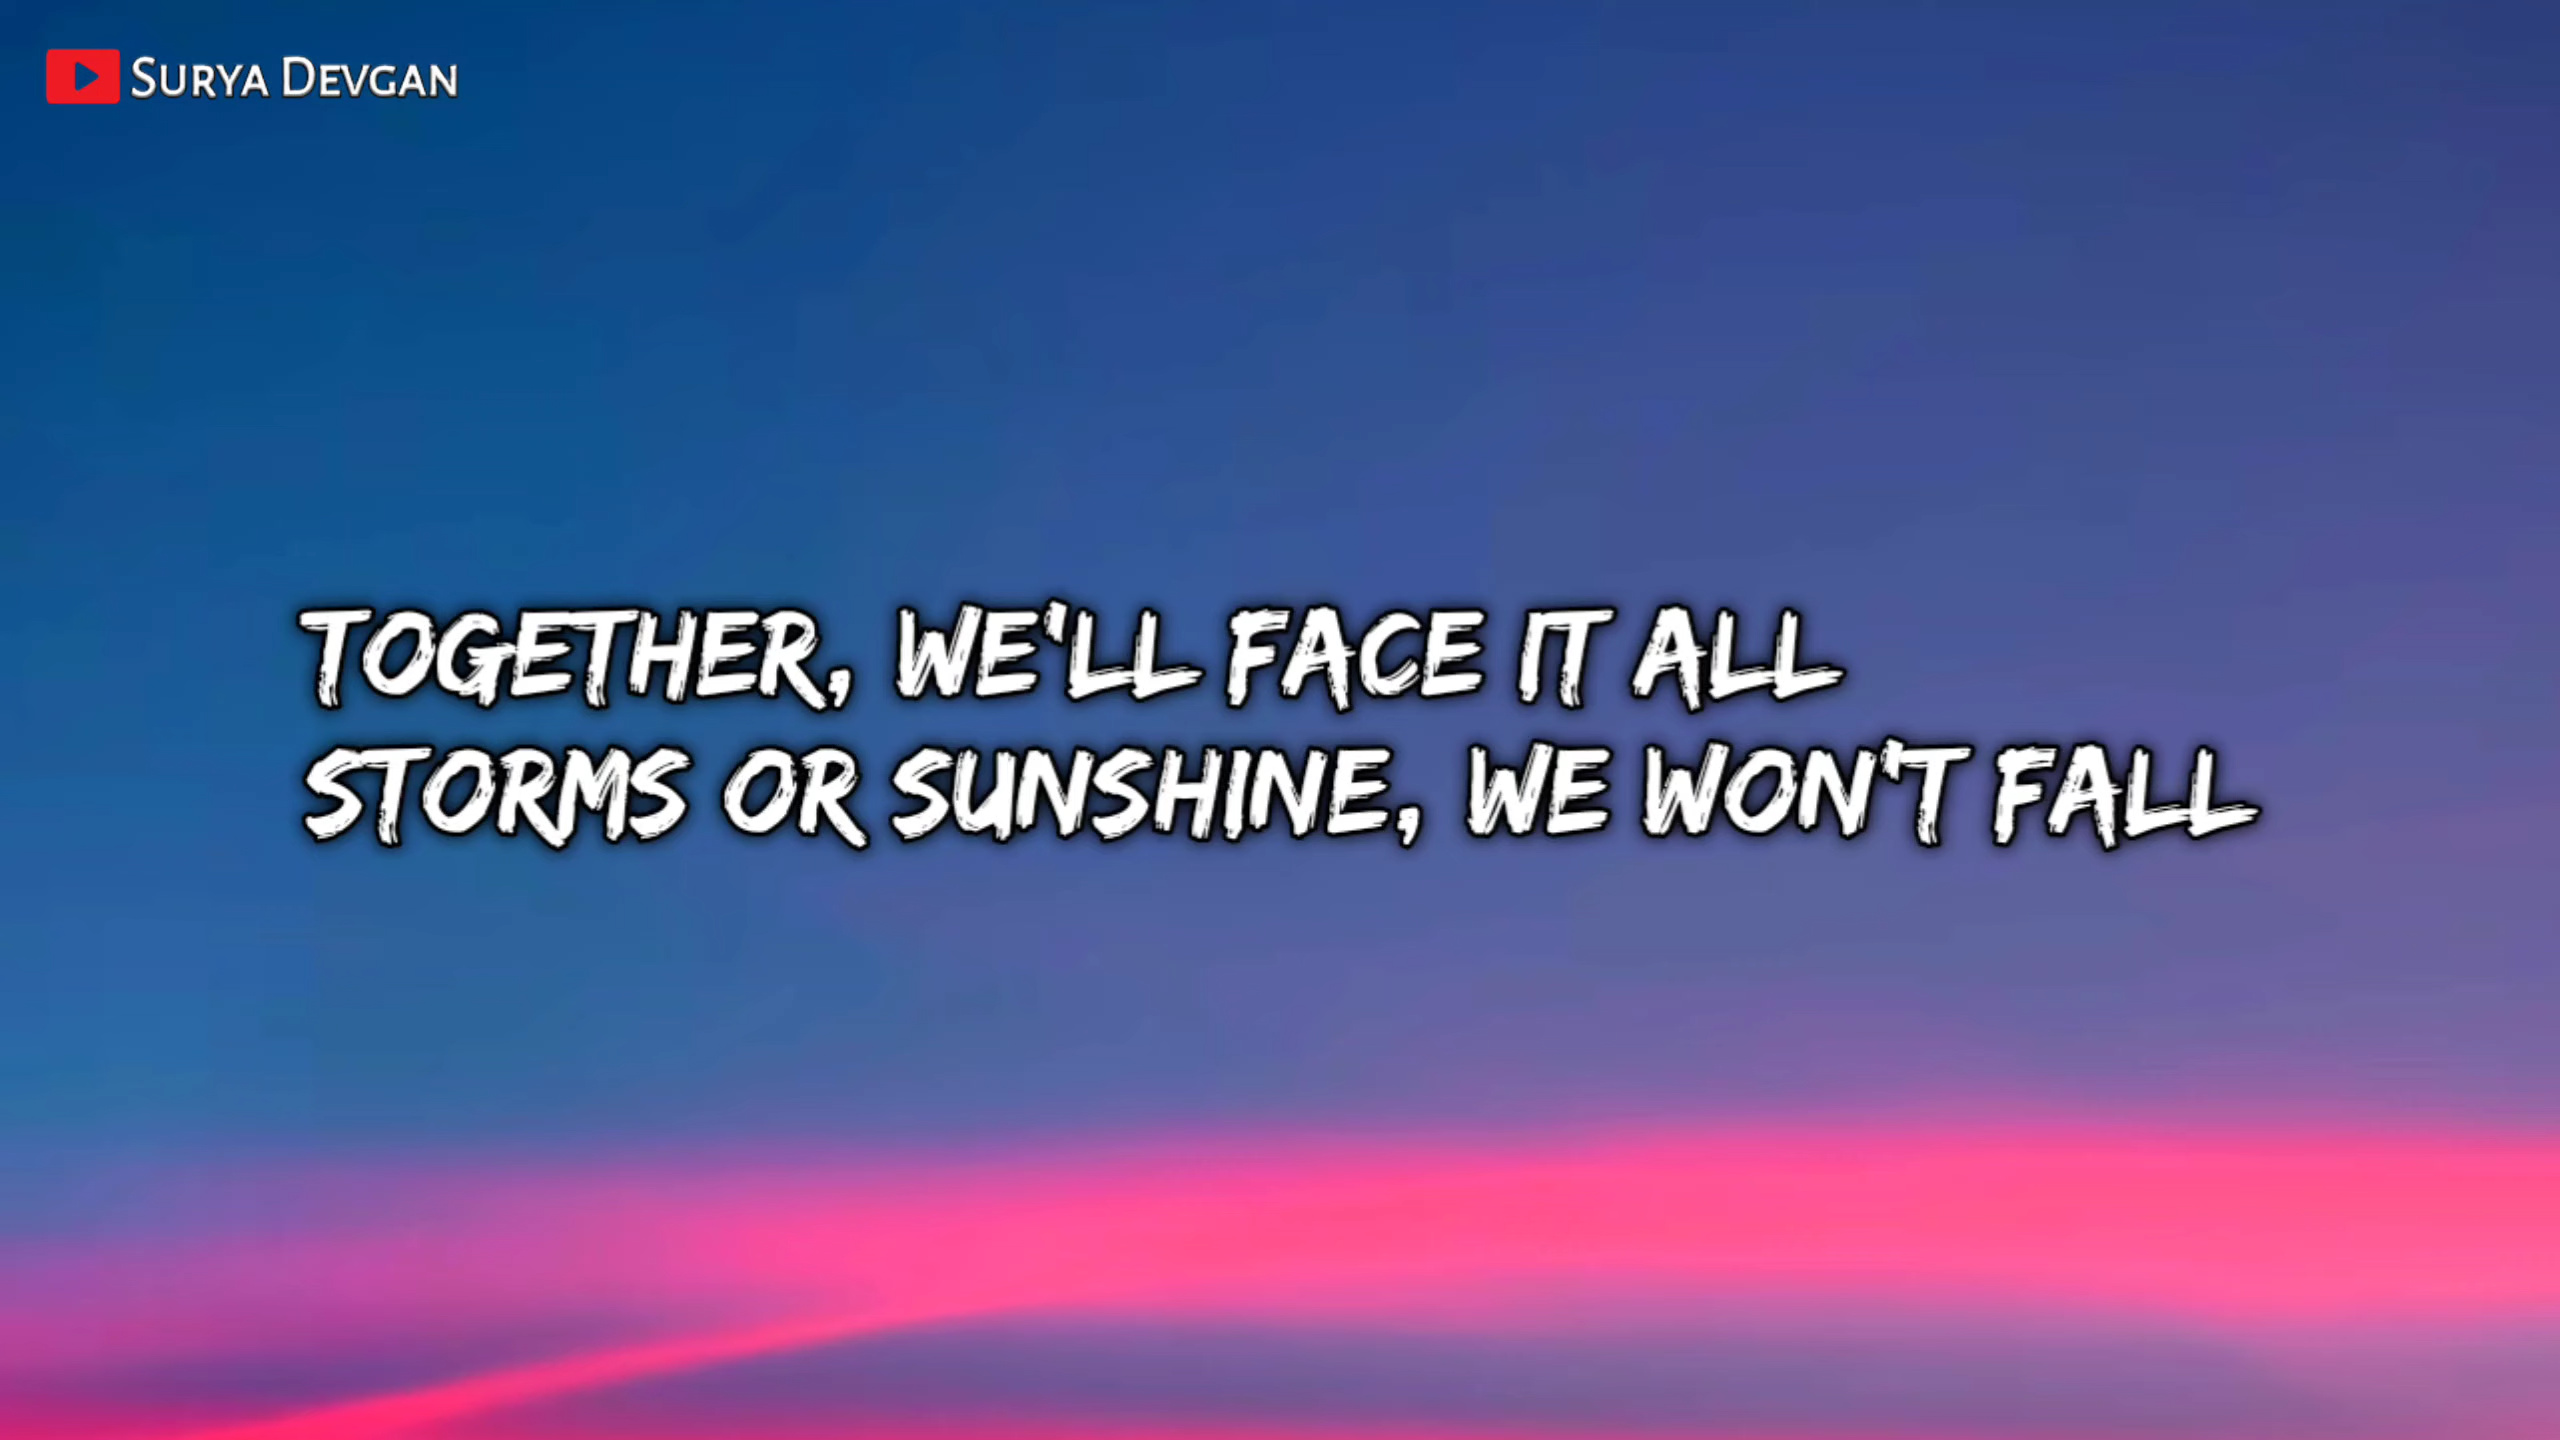 SURYA DEVGAN
TOGETHER, WE'LL FACE IT ALL
STORMS OR SUNSHINE, WE WON'T FALL